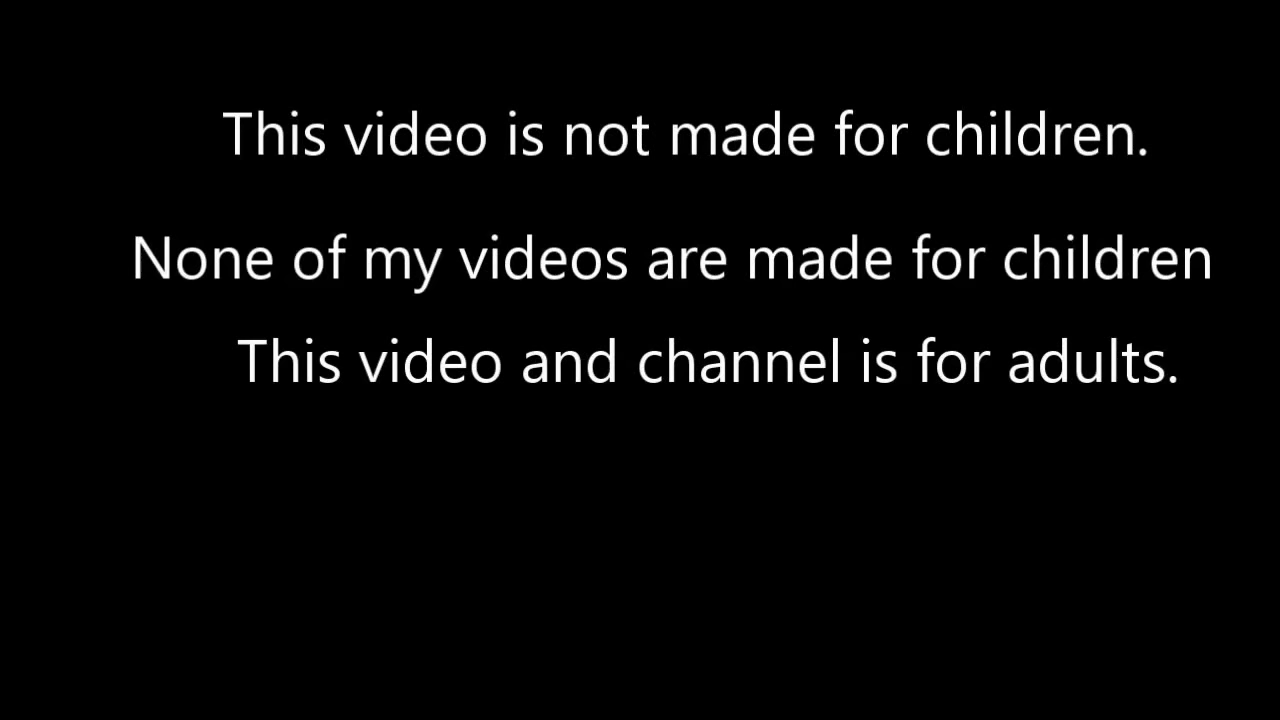 This video is not made for children.
None of my videos are made for children
This video and channel is for adults.